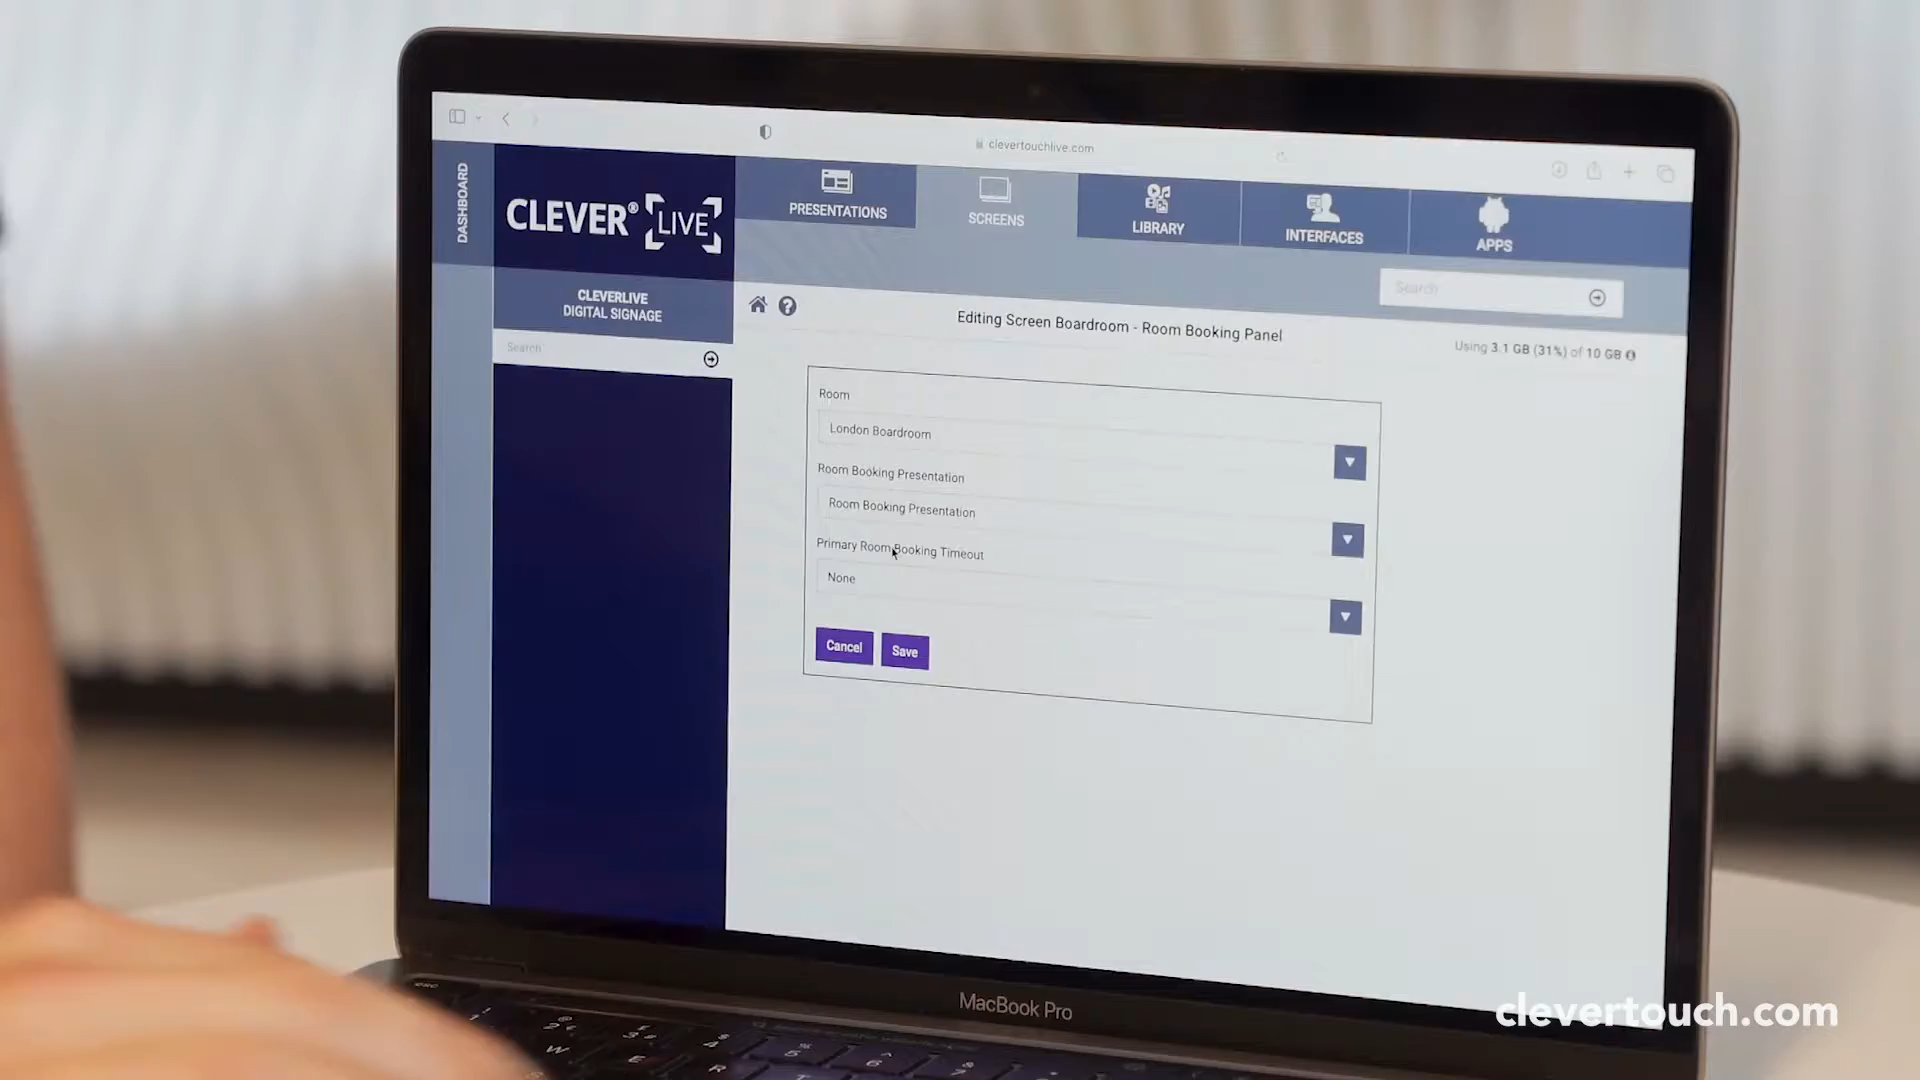 clevertouchlive.com
DASHBOARD
CLEVER® LIVE
PRESENTATIONS
SCREENS
LIBRARY
INTERFACES
APPS
Search
CLEVERLIVE
DIGITAL SIGNAGE
Search
Editing Screen Boardroom - Room Booking Panel
Using 3.1 GB (31%) of 10 GB
Room
London Boardroom
Room Booking Presentation
Room Booking Presentation
Primary Room Booking Timeout
None
Cancel
Save
MacBook Pro
clevertouch.com
esc
W
E
R